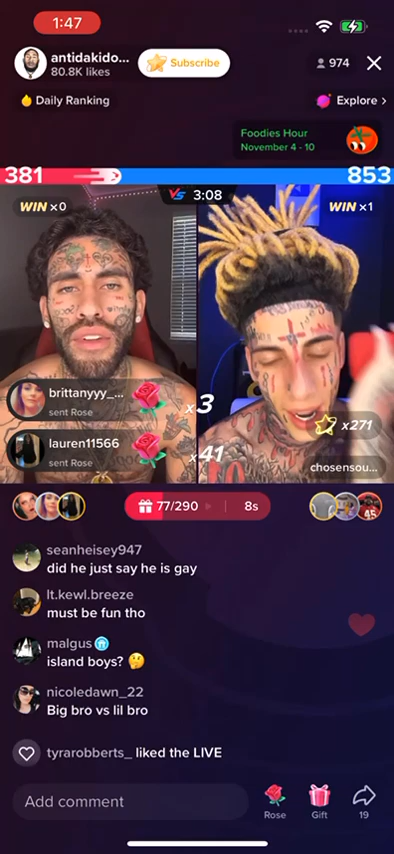 1:47
antidakido...
80.8K likes
Subscribe
974
Daily Ranking
Explore >
Foodies Hour
November 4 - 10
381
VS 3:08
853
WIN x0
WIN x1
brittanyyy_...
sent Rose
x3
x271
lauren11566
sent Rose
x41
chosensou...
77/290
8s
seanheisey947
did he just say he is gay
lt.kewl.breeze
must be fun tho
malgus
island boys? 🤔
nicoledawn_22
Big bro vs lil bro
tyrarobberts_ liked the LIVE
Add comment
Rose
Gift
19